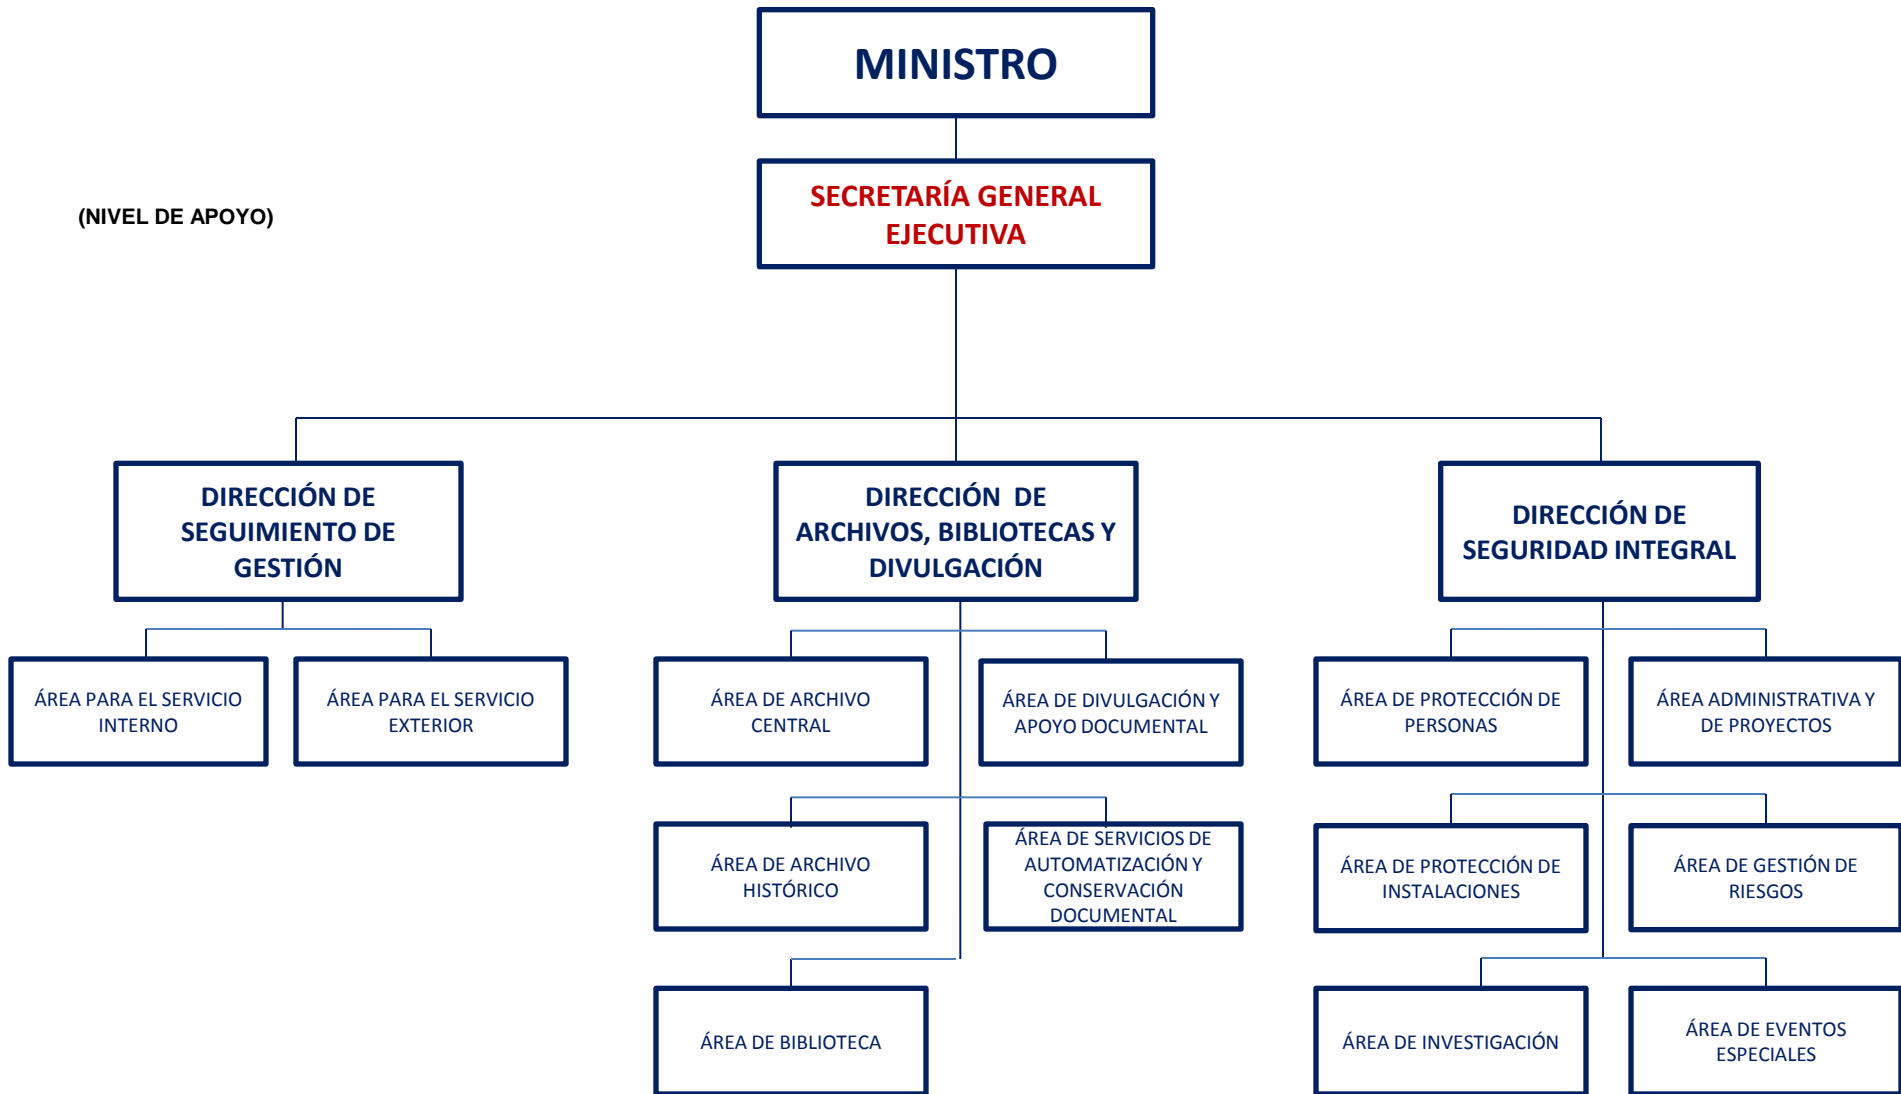 MINISTRO
(NIVEL DE APOYO)
SECRETARÍA GENERAL
EJECUTIVA
DIRECCIÓN DE
SEGUIMIENTO DE
GESTIÓN
DIRECCIÓN DE
ARCHIVOS, BIBLIOTECAS Y
DIVULGACIÓN
DIRECCIÓN DE
SEGURIDAD INTEGRAL
ÁREA PARA EL SERVICIO
INTERNO
ÁREA PARA EL SERVICIO
EXTERIOR
ÁREA DE ARCHIVO
CENTRAL
ÁREA DE DIVULGACIÓN Y
APOYO DOCUMENTAL
ÁREA DE PROTECCIÓN DE
PERSONAS
ÁREA ADMINISTRATIVA Y
DE PROYECTOS
ÁREA DE ARCHIVO
HISTÓRICO
ÁREA DE SERVICIOS DE
AUTOMATIZACIÓN Y
CONSERVACIÓN
DOCUMENTAL
ÁREA DE PROTECCIÓN DE
INSTALACIONES
ÁREA DE GESTIÓN DE
RIESGOS
ÁREA DE BIBLIOTECA
ÁREA DE INVESTIGACIÓN
ÁREA DE EVENTOS
ESPECIALES